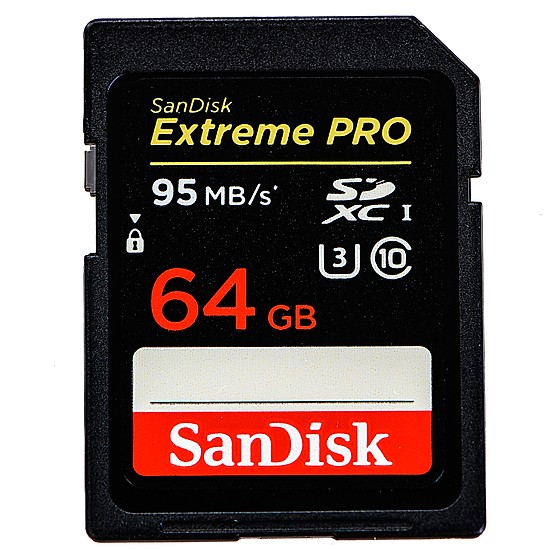 SanDisk
Extreme PRO
95 MB/s*
SD XC I
3 10
64 GB
SanDisk